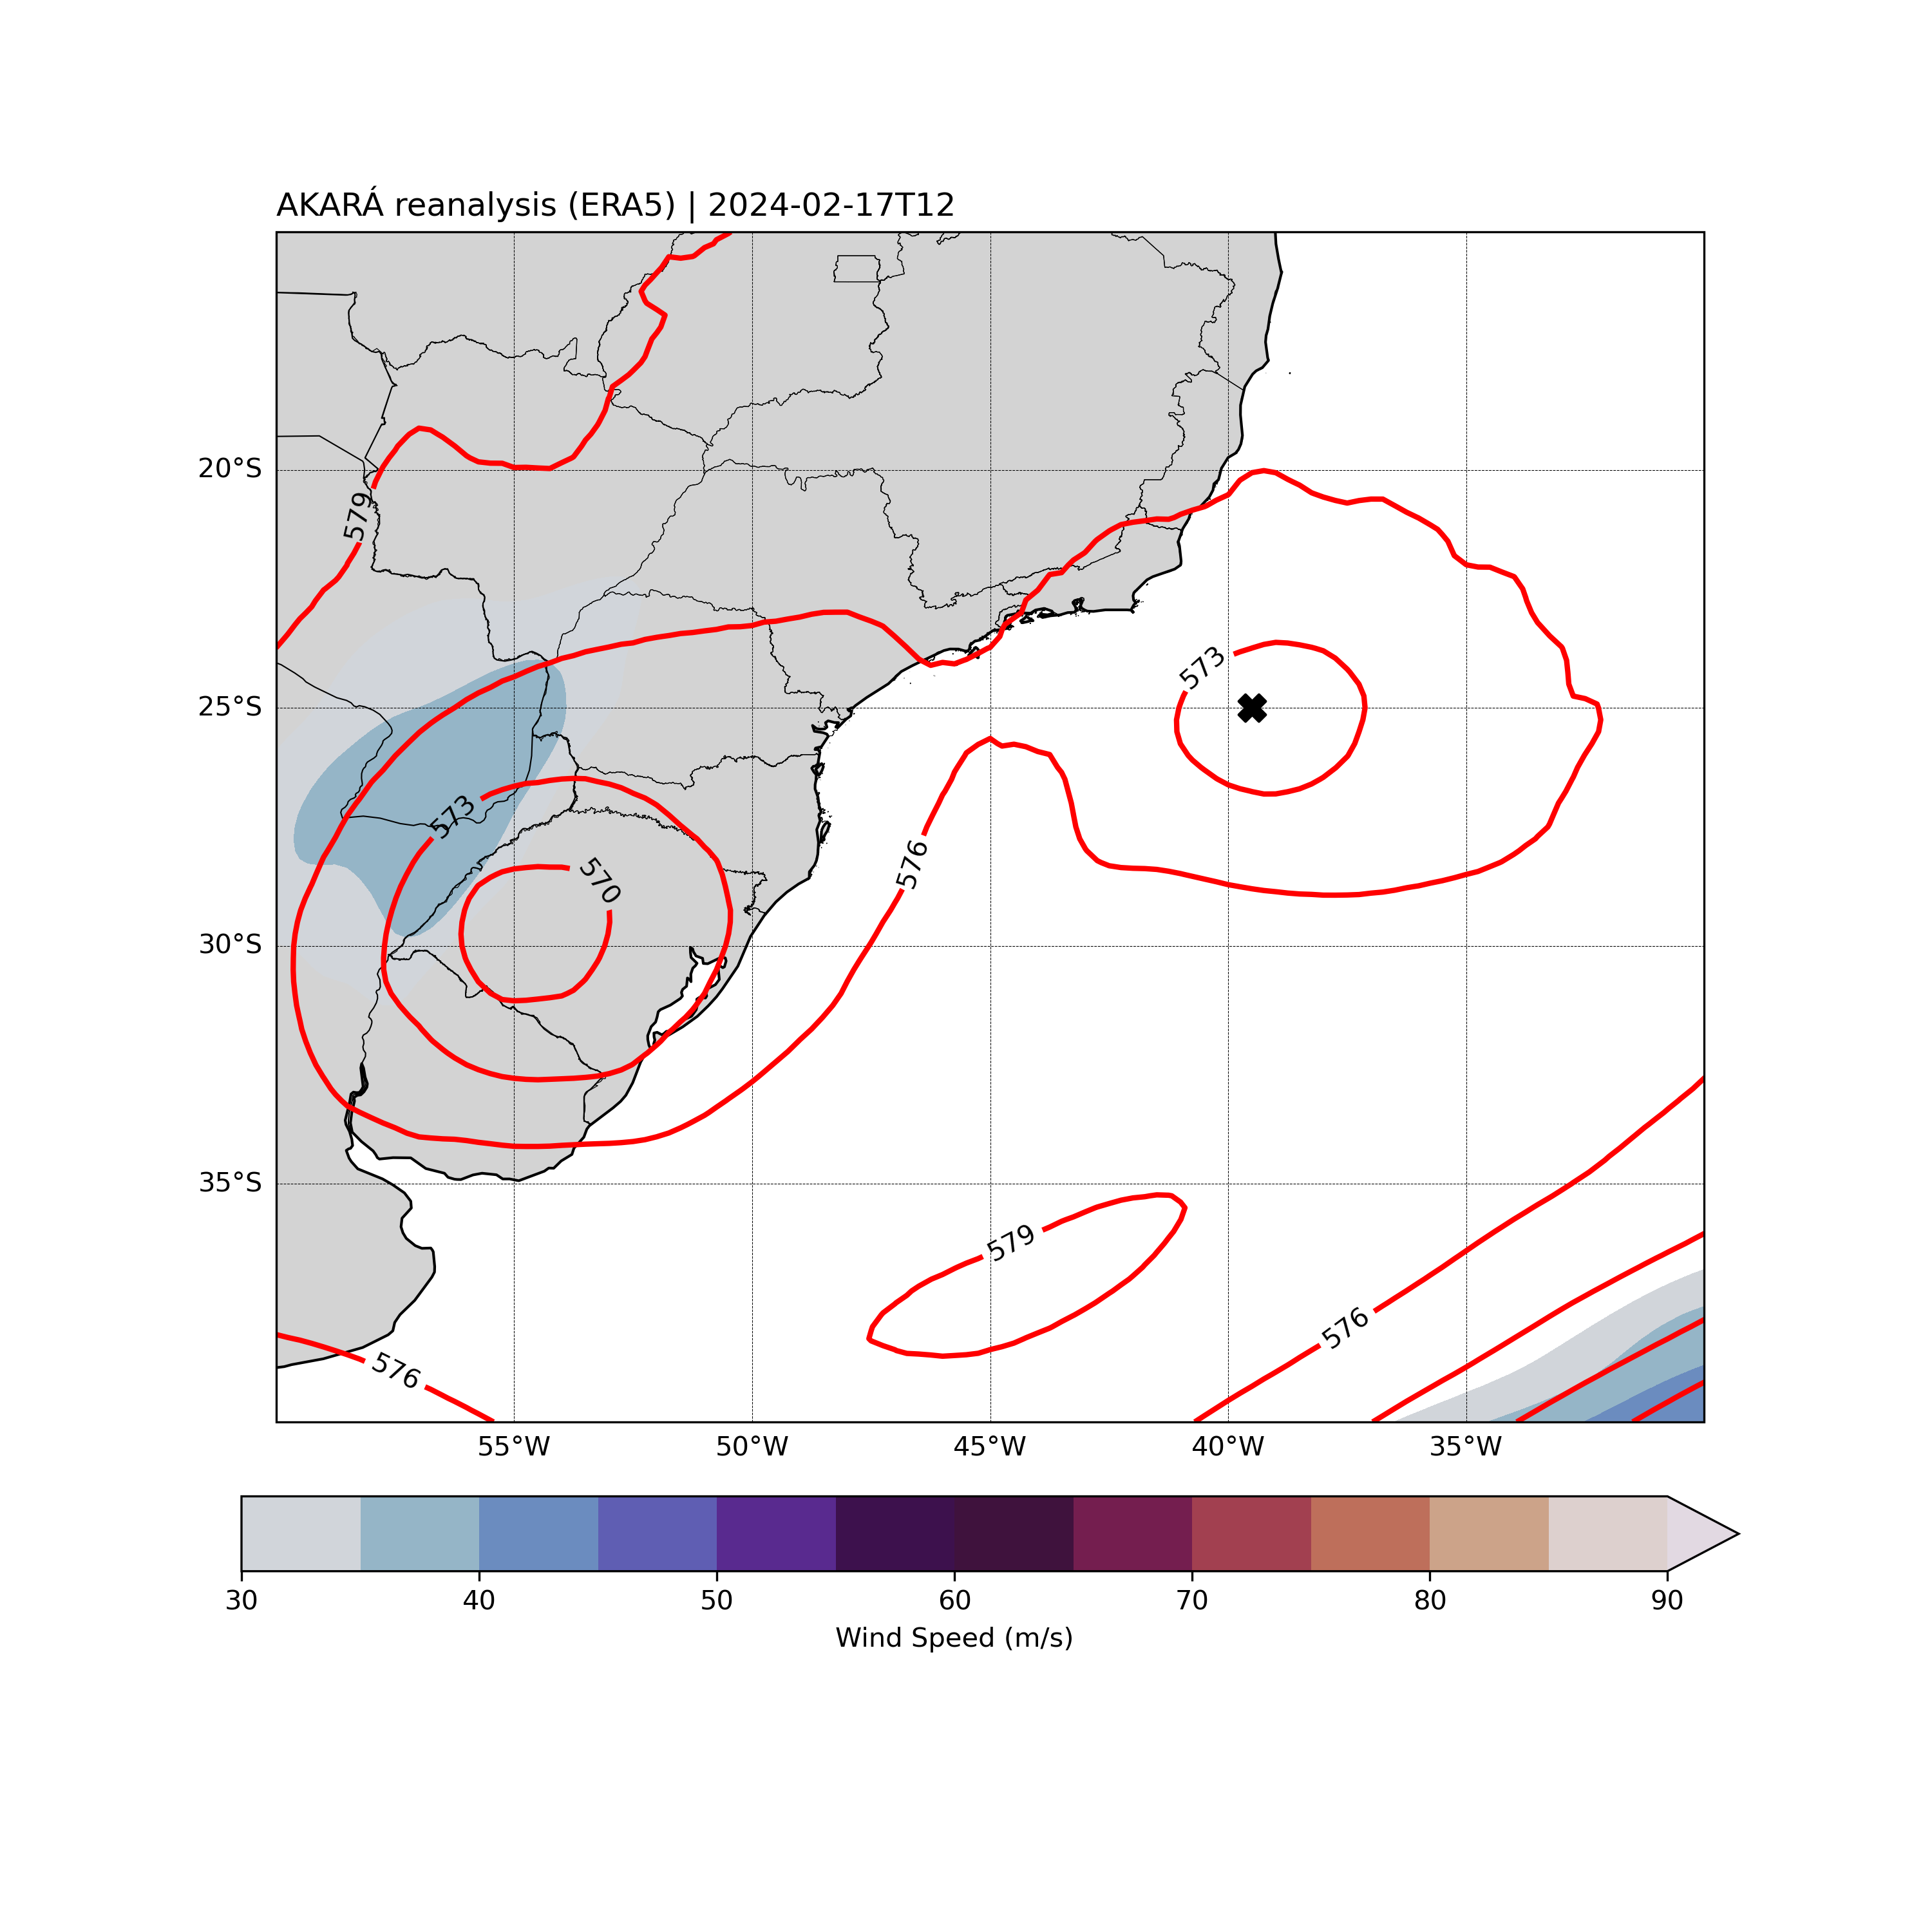 AKARÁ reanalysis (ERA5) | 2024-02-17T12
579
20°S
573
25°S
573
576
570
30°S
35°S
579
576
576
55°W 50°W 45°W 40°W 35°W
30 40 50 60 70 80 90
Wind Speed (m/s)